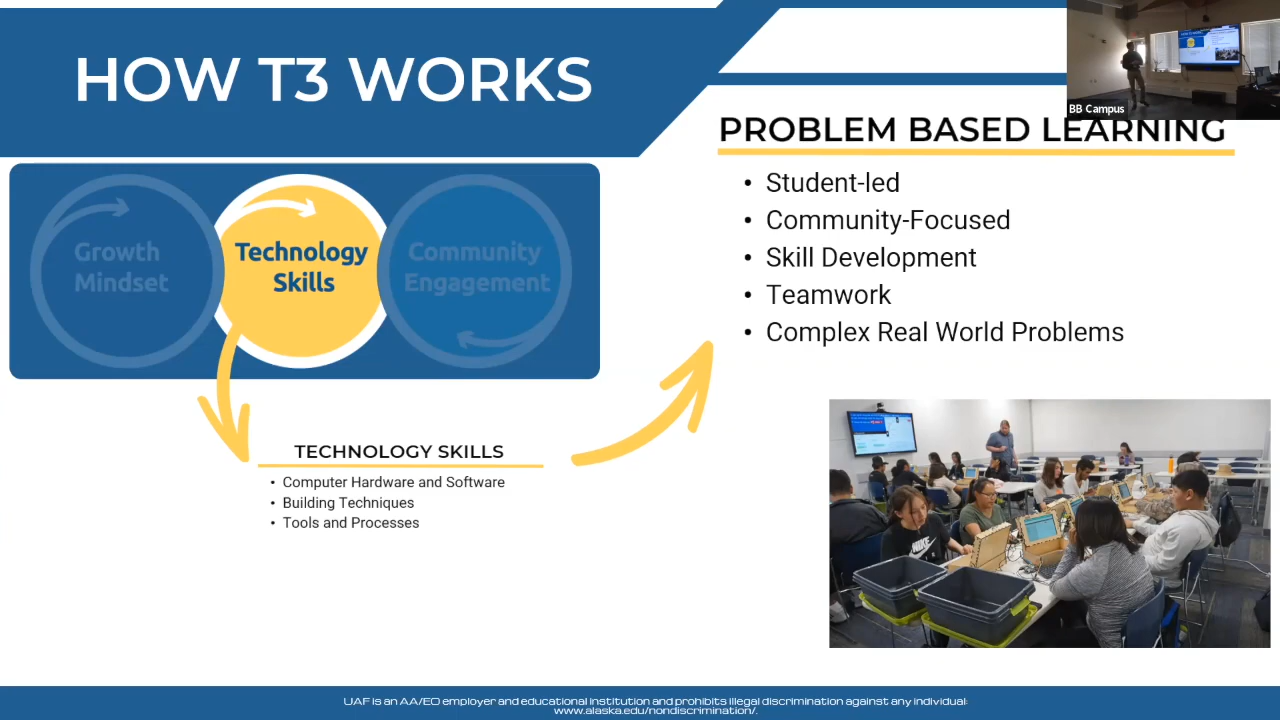 HOW T3 WORKS
BB Campus
PROBLEM BASED LEARNING
• Student-led
• Community-Focused
• Skill Development
• Teamwork
• Complex Real World Problems
Growth
Mindset
Technology
Skills
Community
Engagement
TECHNOLOGY SKILLS
• Computer Hardware and Software
• Building Techniques
• Tools and Processes
NIKE
UAF is an AA/EO employer and educational institution and prohibits illegal discrimination against any individual:
www.alaska.edu/nondiscrimination/.